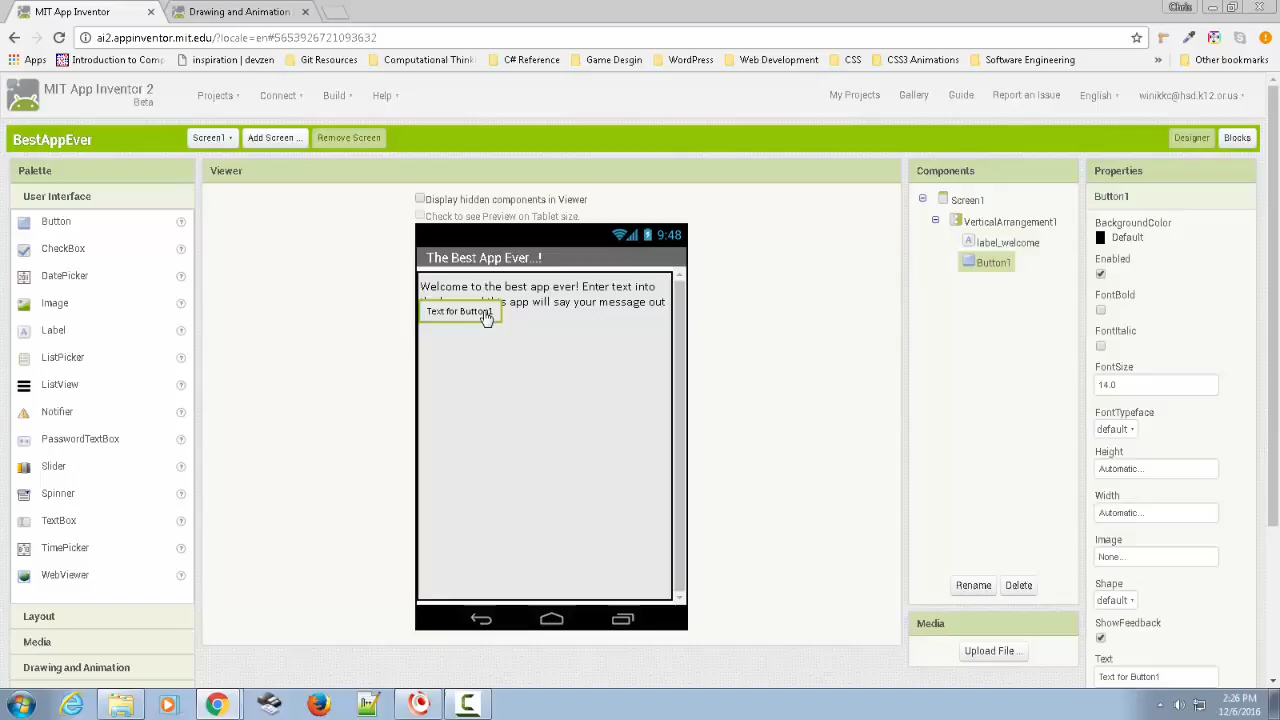 MIT App Inventor
Drawing and Animation
Chris
ai2.appinventor.mit.edu/?locale=en#5653926721093632
Apps
Introduction to Comp
inspiration | devzen
Git Resources
Computational Think
C# Reference
Game Desgin
WordPress
Web Development
CSS
CSS3 Animations
Software Engineering
»
Other bookmarks
MIT App Inventor 2
Beta
Projects
Connect
Build
Help
My Projects
Gallery
Guide
Report an Issue
English
winikkc@hsd.k12.or.us
BestAppEver
Screen1
Add Screen ...
Remove Screen
Designer
Blocks
Palette
User Interface
Button
CheckBox
DatePicker
Image
Label
ListPicker
ListView
Notifier
PasswordTextBox
Slider
Spinner
TextBox
TimePicker
WebViewer
Layout
Media
Drawing and Animation
Viewer
Display hidden components in Viewer
Check to see Preview on Tablet size.
9:48
The Best App Ever...!
Welcome to the best app ever! Enter text into
app will say your message out
Text for Button1
Components
Screen1
VerticalArrangement1
label_welcome
Button1
Rename
Delete
Media
Upload File ...
Properties
Button1
BackgroundColor
Default
Enabled
FontBold
FontItalic
FontSize
14.0
FontTypeface
default
Height
Automatic...
Width
Automatic...
Image
None...
Shape
default
ShowFeedback
Text
Text for Button1
2:26 PM
12/6/2016